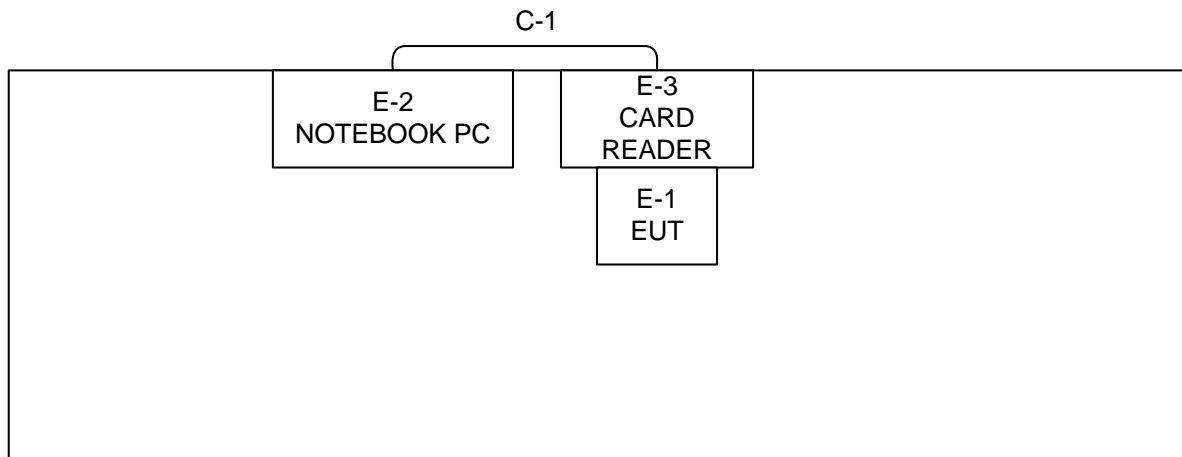 C-1
E-2
NOTEBOOK PC
E-3
CARD
READER
E-1
EUT